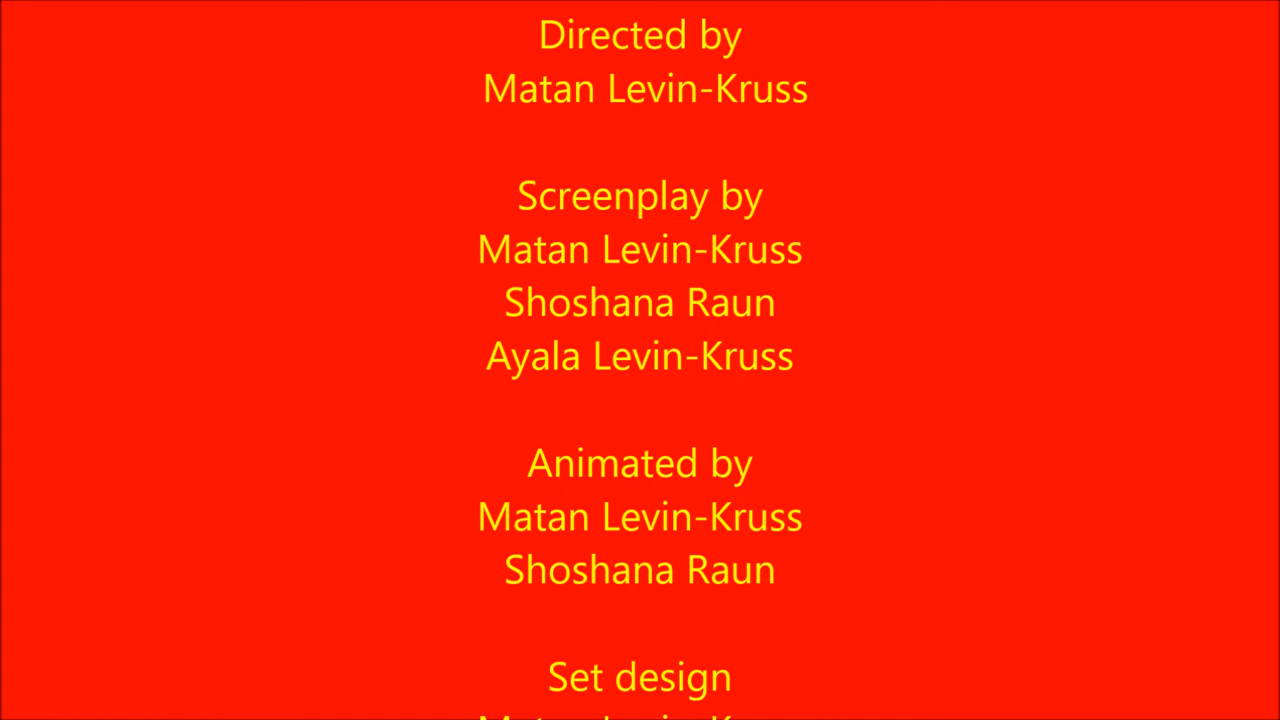 Directed by
Matan Levin-Kruss
Screenplay by
Matan Levin-Kruss
Shoshana Raun
Ayala Levin-Kruss
Animated by
Matan Levin-Kruss
Shoshana Raun
Set design